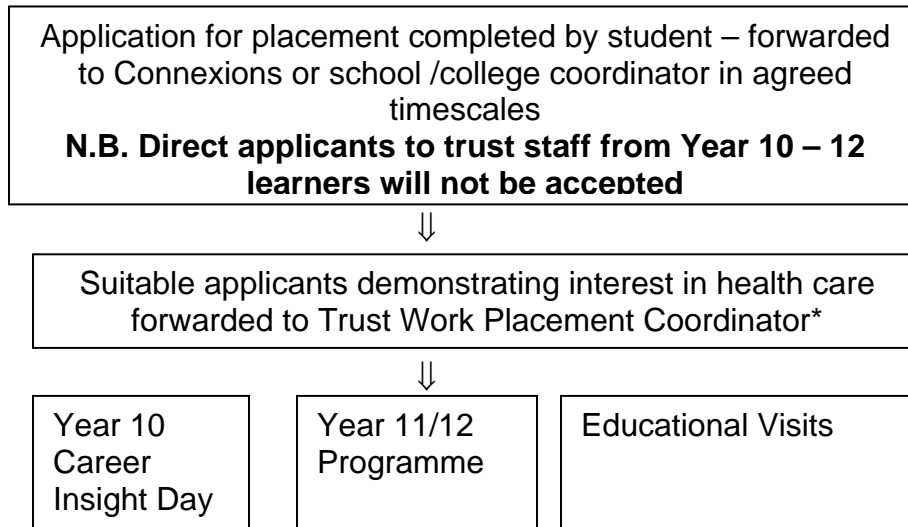 Application for placement completed by student – forwarded
to Connexions or school /college coordinator in agreed
timescales
N.B. Direct applicants to trust staff from Year 10 – 12
learners will not be accepted
⇓
Suitable applicants demonstrating interest in health care
forwarded to Trust Work Placement Coordinator*
⇓
Year 10
Career
Insight Day
Year 11/12
Programme
Educational Visits